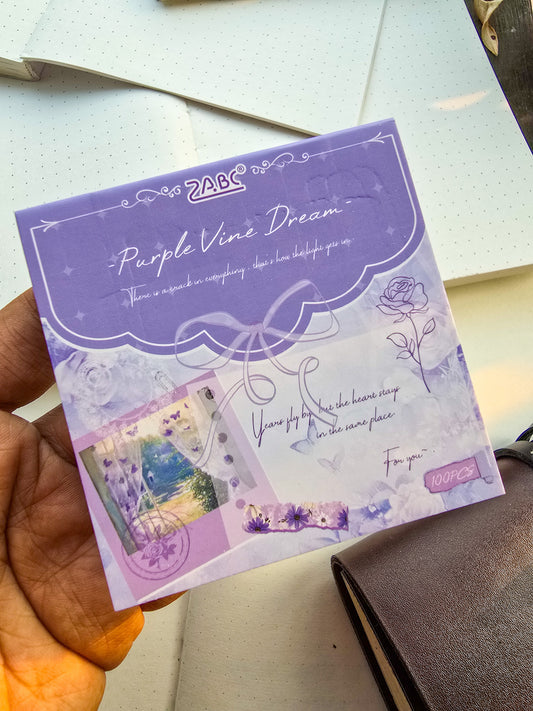 ZABC®
-Purple Vine Dream-
There is a crack in everything , that's how the light gets in.
Years fly by, but the heart stays
in the same place
For you~.
100PCS